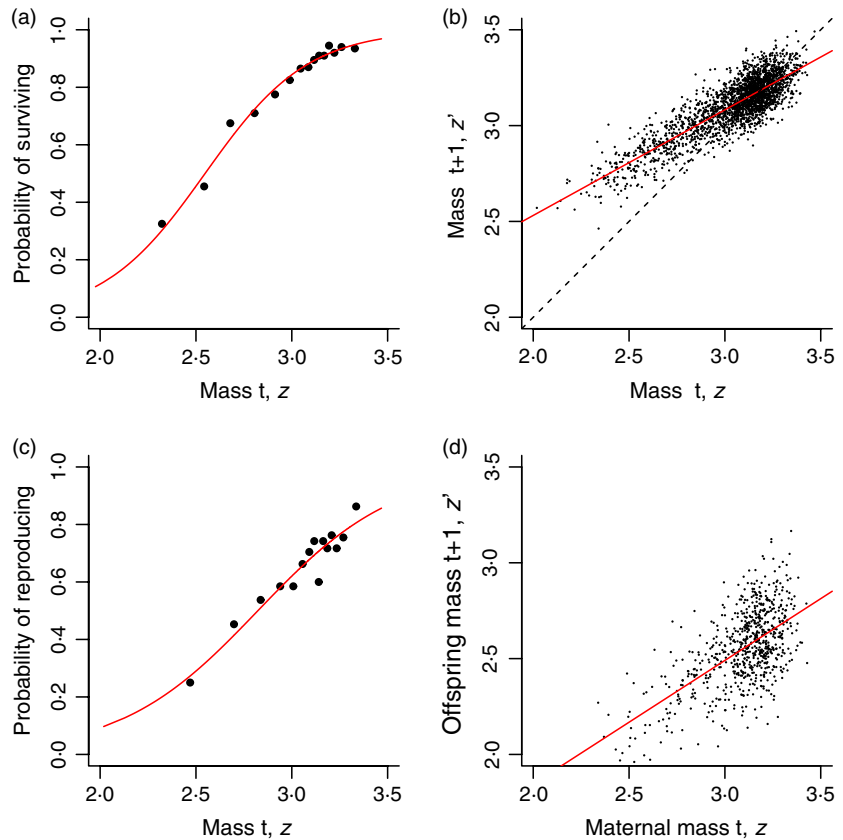 (a)
Probability of surviving
1·0
0·8
0·6
0·4
0·2
0·0
2·0 2·5 3·0 3·5
Mass t, z
(b)
Mass t+1, z'
3·5
3·0
2·5
2·0
2·0 2·5 3·0 3·5
Mass t, z
(c)
Probability of reproducing
1·0
0·8
0·6
0·4
0·2
0·0
2·0 2·5 3·0 3·5
Mass t, z
(d)
Offspring mass t+1, z'
3·5
3·0
2·5
2·0
2·0 2·5 3·0 3·5
Maternal mass t, z